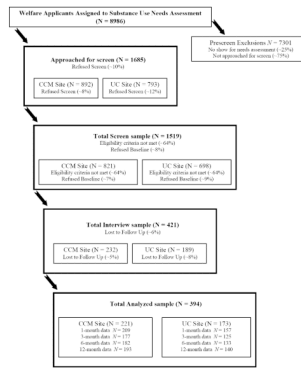 Welfare Applicants Assigned to Substance Use Needs Assessment
(N = 8986)
Prescreen Exclusions N = 7301
No show for needs assessment (~25%)
Not approached for screen (~75%)
Approached for screen (N = 1685)
Refused Screen (~10%)
CCM Site (N = 892)
Refused Screen (~8%)
UC Site (N = 793)
Refused Screen (~12%)
Total Screen sample (N = 1519)
Eligibility criteria not met (~64%)
Refused Baseline (~8%)
CCM Site (N = 821)
Eligibility criteria not met (~64%)
Refused Baseline (~7%)
UC Site (N = 698)
Eligibility criteria not met (~64%)
Refused Baseline (~9%)
Total Interview sample (N = 421)
Lost to Follow Up (~6%)
CCM Site (N = 232)
Lost to Follow Up (~5%)
UC Site (N = 189)
Lost to Follow Up (~8%)
Total Analyzed sample (N = 394)
CCM Site (N = 221)
1-month data N = 209
3-month data N = 177
6-month data N = 182
12-month data N = 193
UC Site (N = 173)
1-month data N = 157
3-month data N = 125
6-month data N = 133
12-month data N = 140